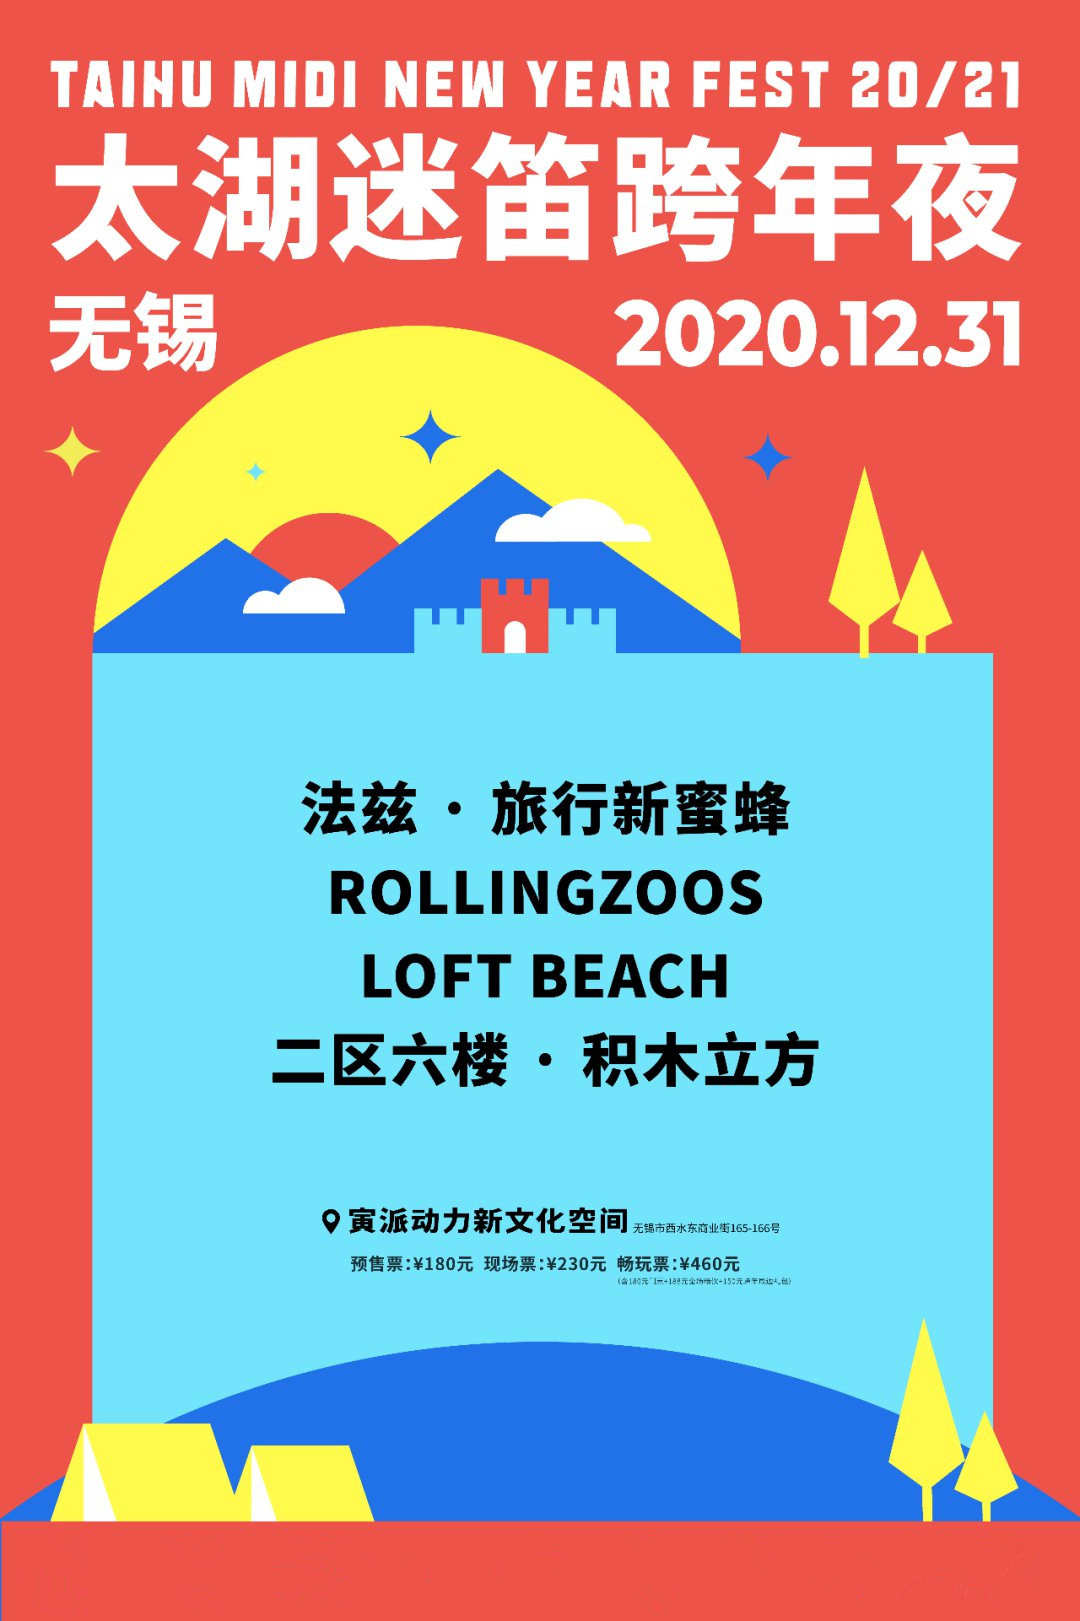 TAIHU MIDI NEW YEAR FEST 20/21
太湖迷笛跨年夜
无锡 2020.12.31
法兹 · 旅行新蜜蜂
ROLLINGZOOS
LOFT BEACH
二区六楼 · 积木立方
寅派动力新文化空间 无锡市西水东商业街165-166号
预售票:¥180元 现场票:¥230元 畅玩票:¥460元